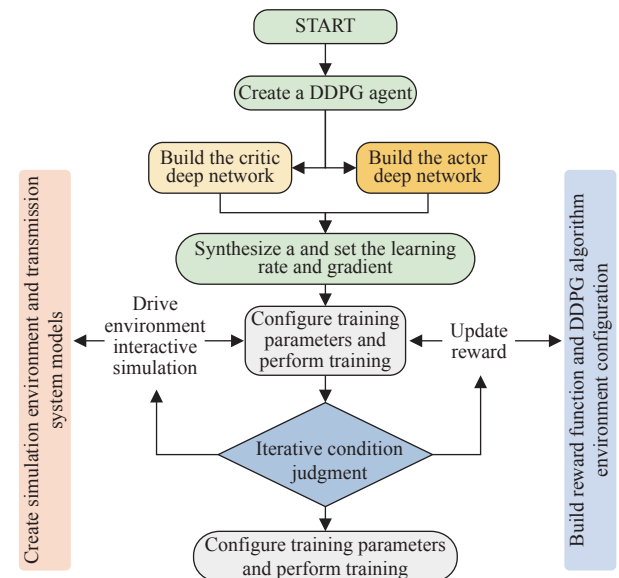 START
Create a DDPG agent
Build the critic
deep network
Build the actor
deep network
Synthesize a and set the learning
rate and gradient
Create simulation environment and transmission
system models
Drive
environment
interactive
simulation
Configure training
parameters and
perform training
Update
reward
Build reward function and DDPG algorithm
environment configuration
Iterative condition
judgment
Configure training parameters
and perform training